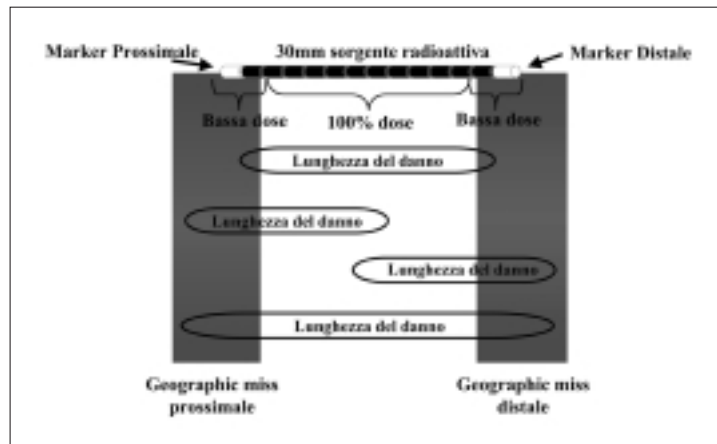 Marker Prossimale
30mm sorgente radioattiva
Marker Distale
Bassa dose
100% dose
Bassa dose
Lunghezza del danno
Lunghezza del danno
Lunghezza del danno
Lunghezza del danno
Geographic miss
prossimale
Geographic miss
distale